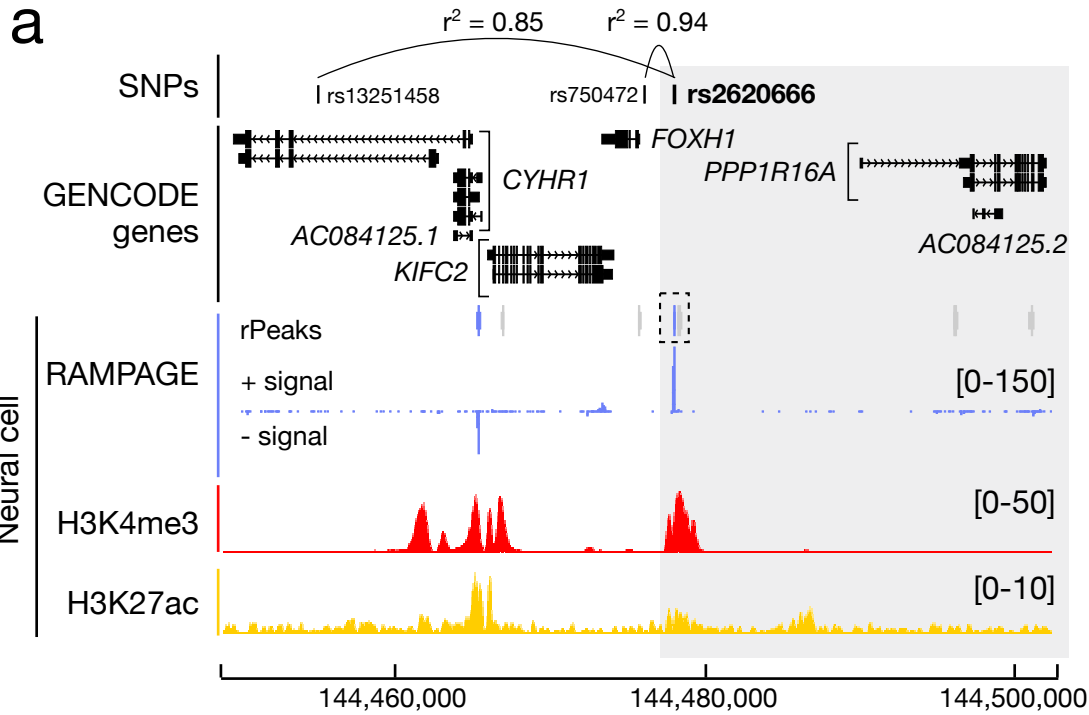 a
r² = 0.85
r² = 0.94
SNPs
rs13251458
rs750472
rs2620666
GENCODE
genes
FOXH1
CYHR1
PPP1R16A
AC084125.1
KIFC2
AC084125.2
Neural cell
rPeaks
RAMPAGE
+ signal
[0-150]
- signal
H3K4me3
[0-50]
H3K27ac
[0-10]
144,460,000
144,480,000
144,500,000